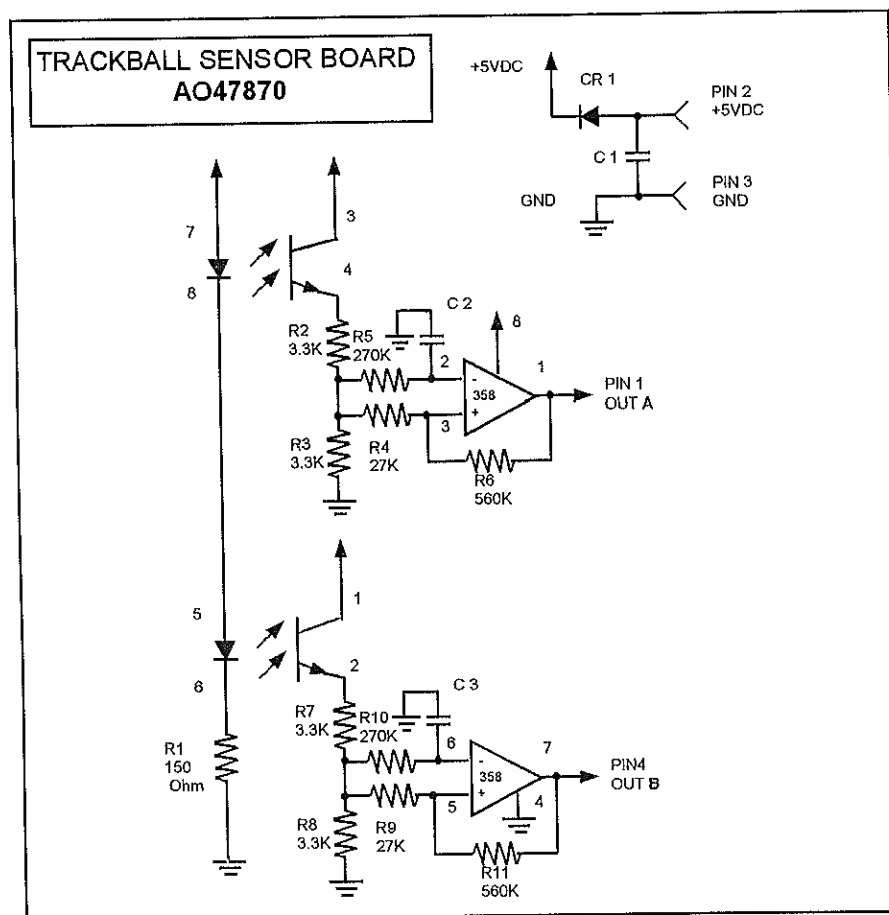 TRACKBALL SENSOR BOARD
AO47870
+5VDC
CR 1
PIN 2
+5VDC
C 1
PIN 3
GND
GND
3
7
4
8
C 2
8
R2
3.3K
R5
270K
2
1
-
358
+
PIN 1
OUT A
3
R3
3.3K
R4
27K
R6
560K
1
5
2
6
C 3
R7
3.3K
R10
270K
R1
150
Ohm
6
7
-
358
+
PIN4
OUT B
5
4
R8
3.3K
R9
27K
R11
560K